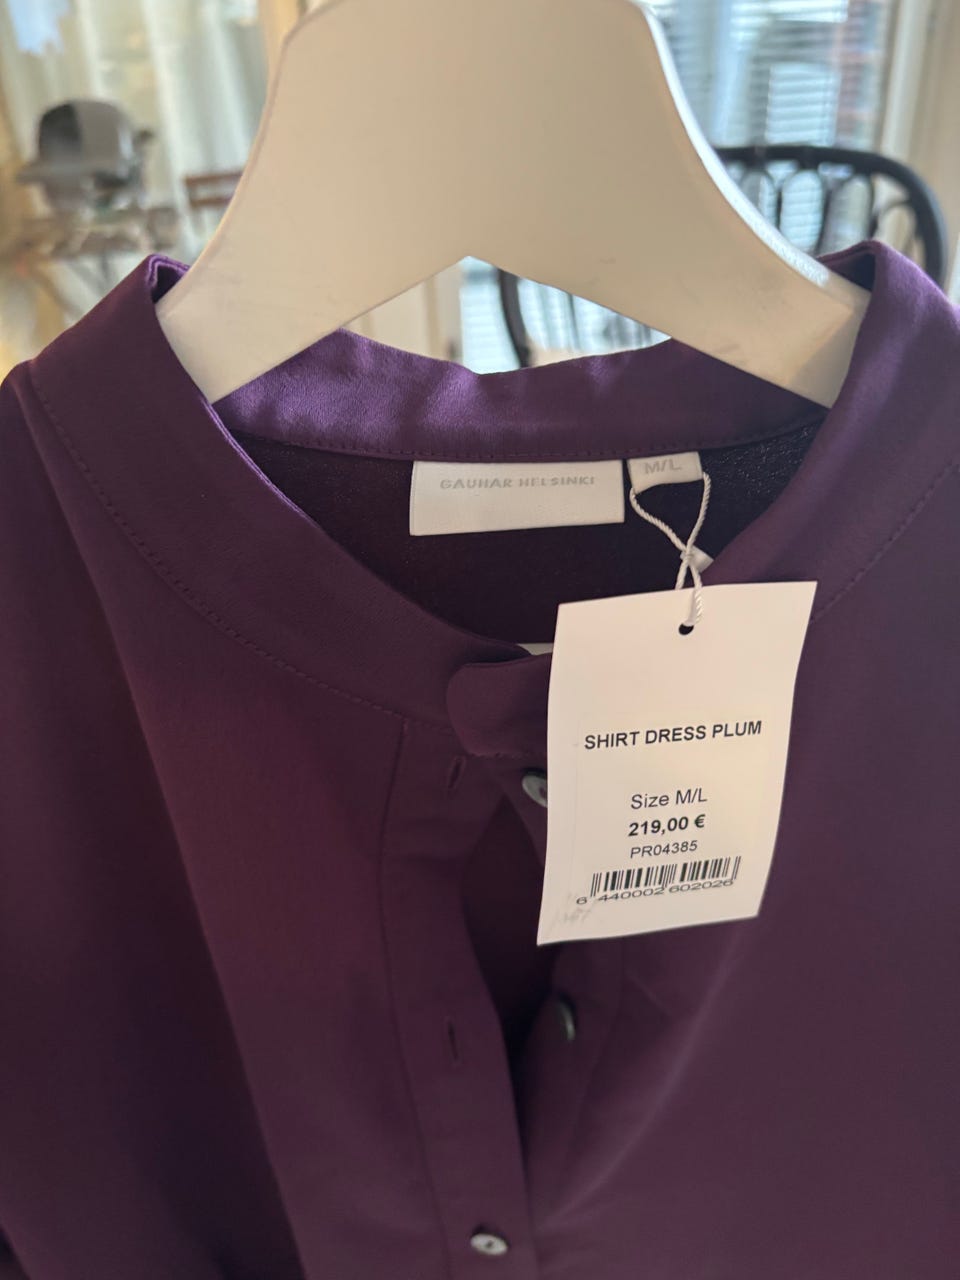 GAUHAR HELSINKI
M/L
SHIRT DRESS PLUM
Size M/L
219,00 €
PR04385
6 440002 602026